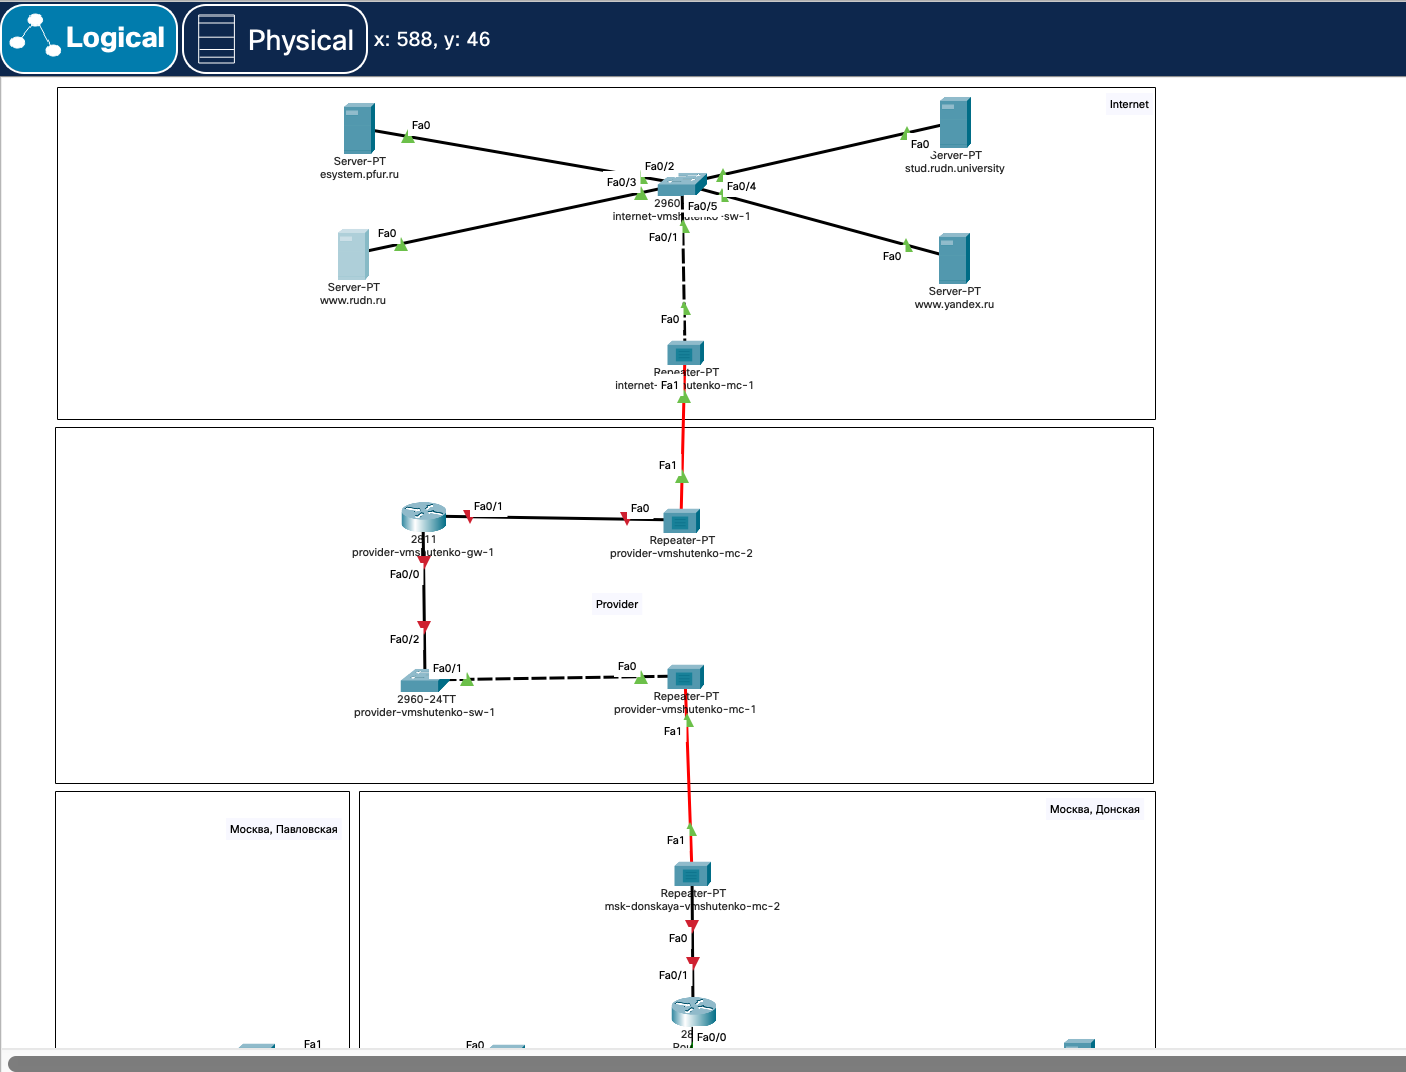 Logical
Physical
x: 588, y: 46
Internet
Fa0
Server-PT
esystem.pfur.ru
Fa0
Server-PT
stud.rudn.university
Fa0/2
Fa0/3
Fa0/4
2960
Fa0/5
Fa0/1
Fa0
Server-PT
www.rudn.ru
Fa0
Server-PT
www.yandex.ru
Fa0
Repeater-PT
Fa1
Fa1
Fa0/1
Fa0
2811
provider-vmshutenko-gw-1
Repeater-PT
provider-vmshutenko-mc-2
Fa0/0
Provider
Fa0/2
Fa0/1
Fa0
2960-24TT
provider-vmshutenko-sw-1
Repeater-PT
provider-vmshutenko-mc-1
Fa1
Москва, Павловская
Москва, Донская
Fa1
Repeater-PT
msk-donskaya-vmshutenko-mc-2
Fa0
Fa0/1
Fa0/0
Fa1
Fa0